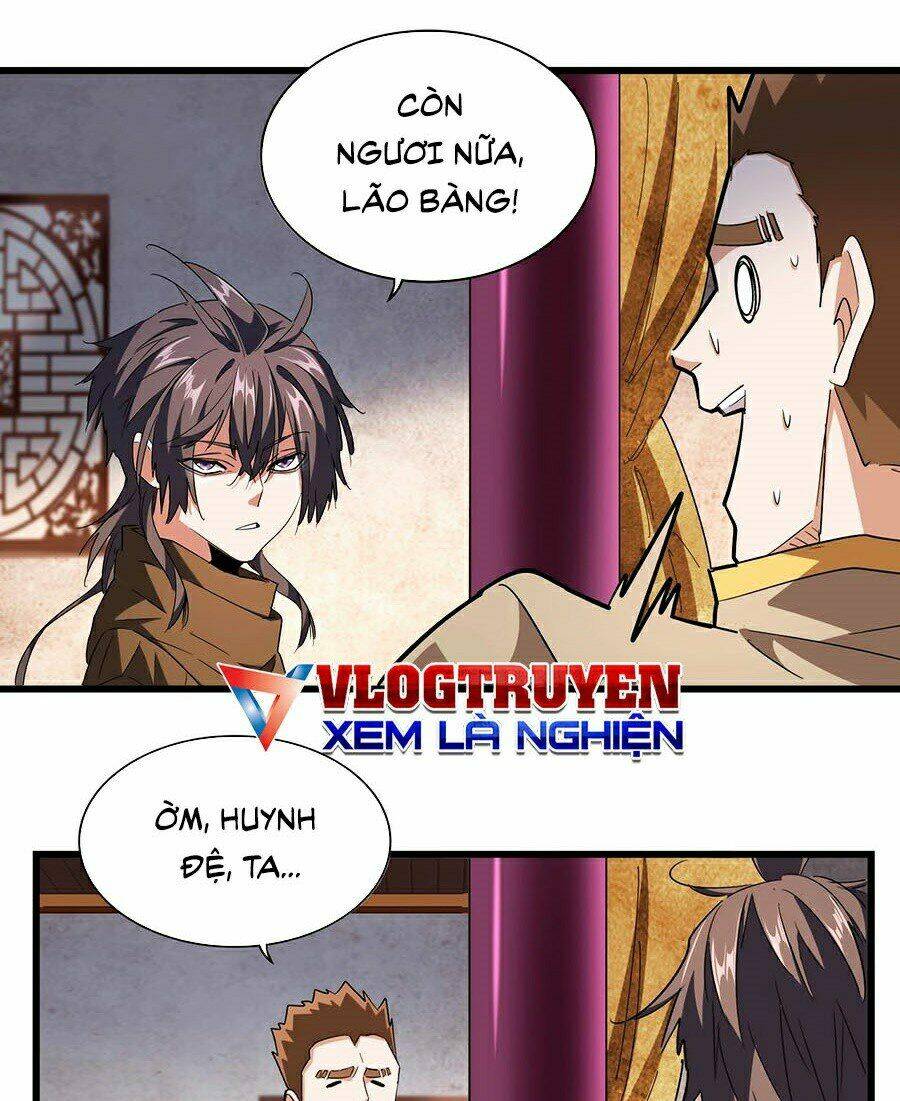 CÒN
NGƯƠI NỮA,
LÃO BÀNG!
VLOGTRUYEN
XEM LÀ NGHIỆN
ỜM, HUYNH
ĐỆ, TA...